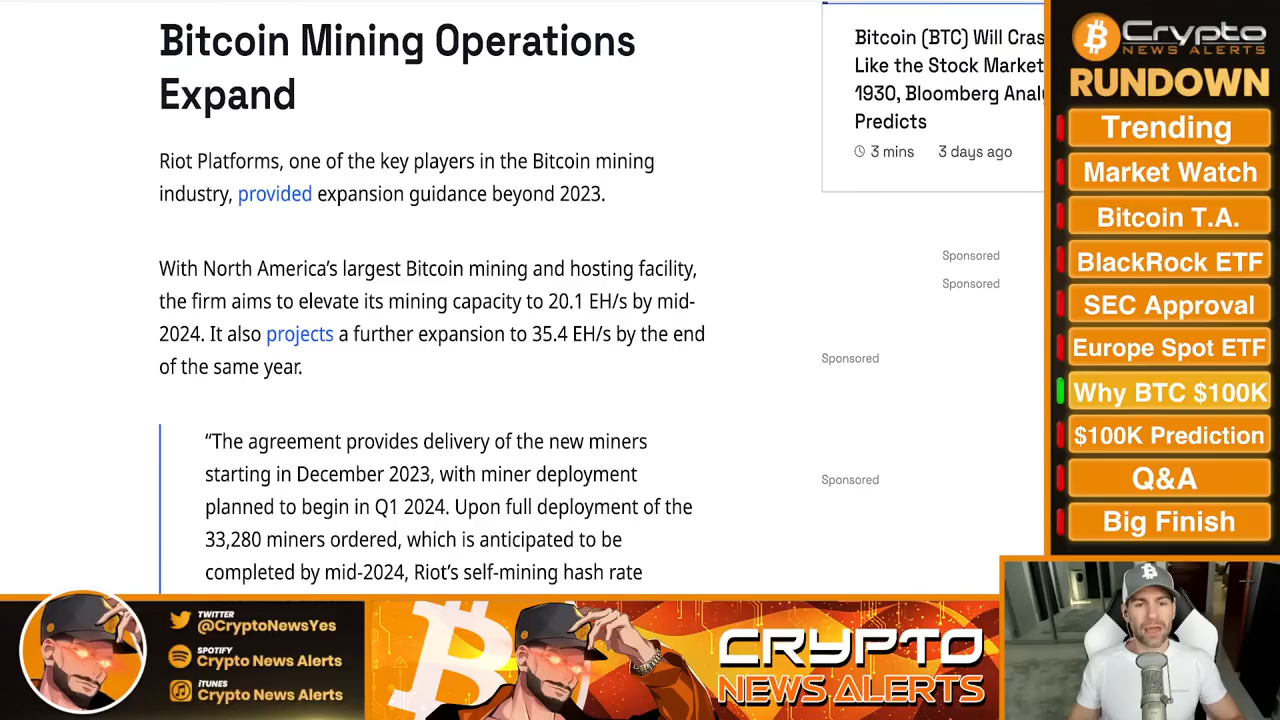 Bitcoin Mining Operations
Expand
Riot Platforms, one of the key players in the Bitcoin mining
industry, provided expansion guidance beyond 2023.
With North America’s largest Bitcoin mining and hosting facility,
the firm aims to elevate its mining capacity to 20.1 EH/s by mid-
2024. It also projects a further expansion to 35.4 EH/s by the end
of the same year.
“The agreement provides delivery of the new miners
starting in December 2023, with miner deployment
planned to begin in Q1 2024. Upon full deployment of the
33,280 miners ordered, which is anticipated to be
completed by mid-2024, Riot’s self-mining hash rate
Bitcoin (BTC) Will Cras
Like the Stock Market
1930, Bloomberg Analy
Predicts
3 mins 3 days ago
Sponsored
Sponsored
Sponsored
Sponsored
Crypto
NEWS ALERTS
RUNDOWN
Trending
Market Watch
Bitcoin T.A.
BlackRock ETF
SEC Approval
Europe Spot ETF
Why BTC $100K
$100K Prediction
Q&A
Big Finish
TWITTER
@CryptoNewsYes
SPOTIFY
Crypto News Alerts
iTUNES
Crypto News Alerts
CRYPTO
NEWS ALERTS